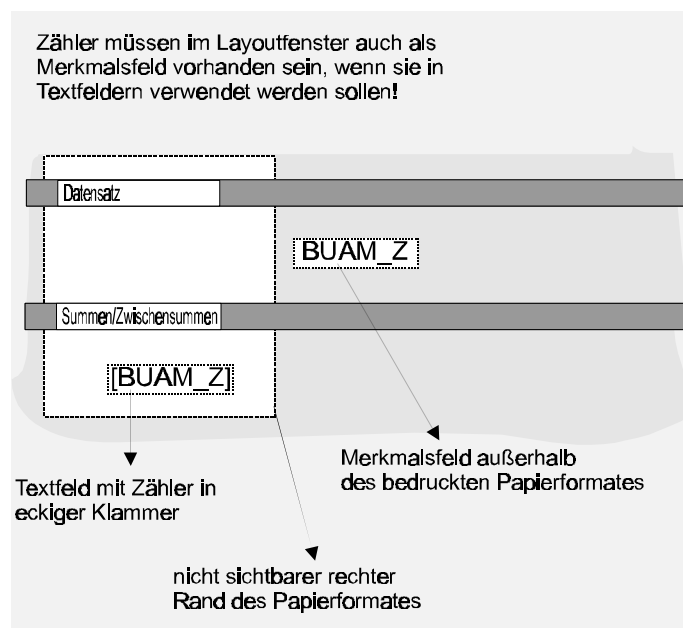 Zähler müssen im Layoutfenster auch als
Merkmalsfeld vorhanden sein, wenn sie in
Textfeldern verwendet werden sollen!
Datensatz
BUAM_Z
Summen/Zwischensummen
[BUAM_Z]
Merkmalsfeld außerhalb
des bedruckten Papierformates
Textfeld mit Zähler in
eckiger Klammer
nicht sichtbarer rechter
Rand des Papierformates